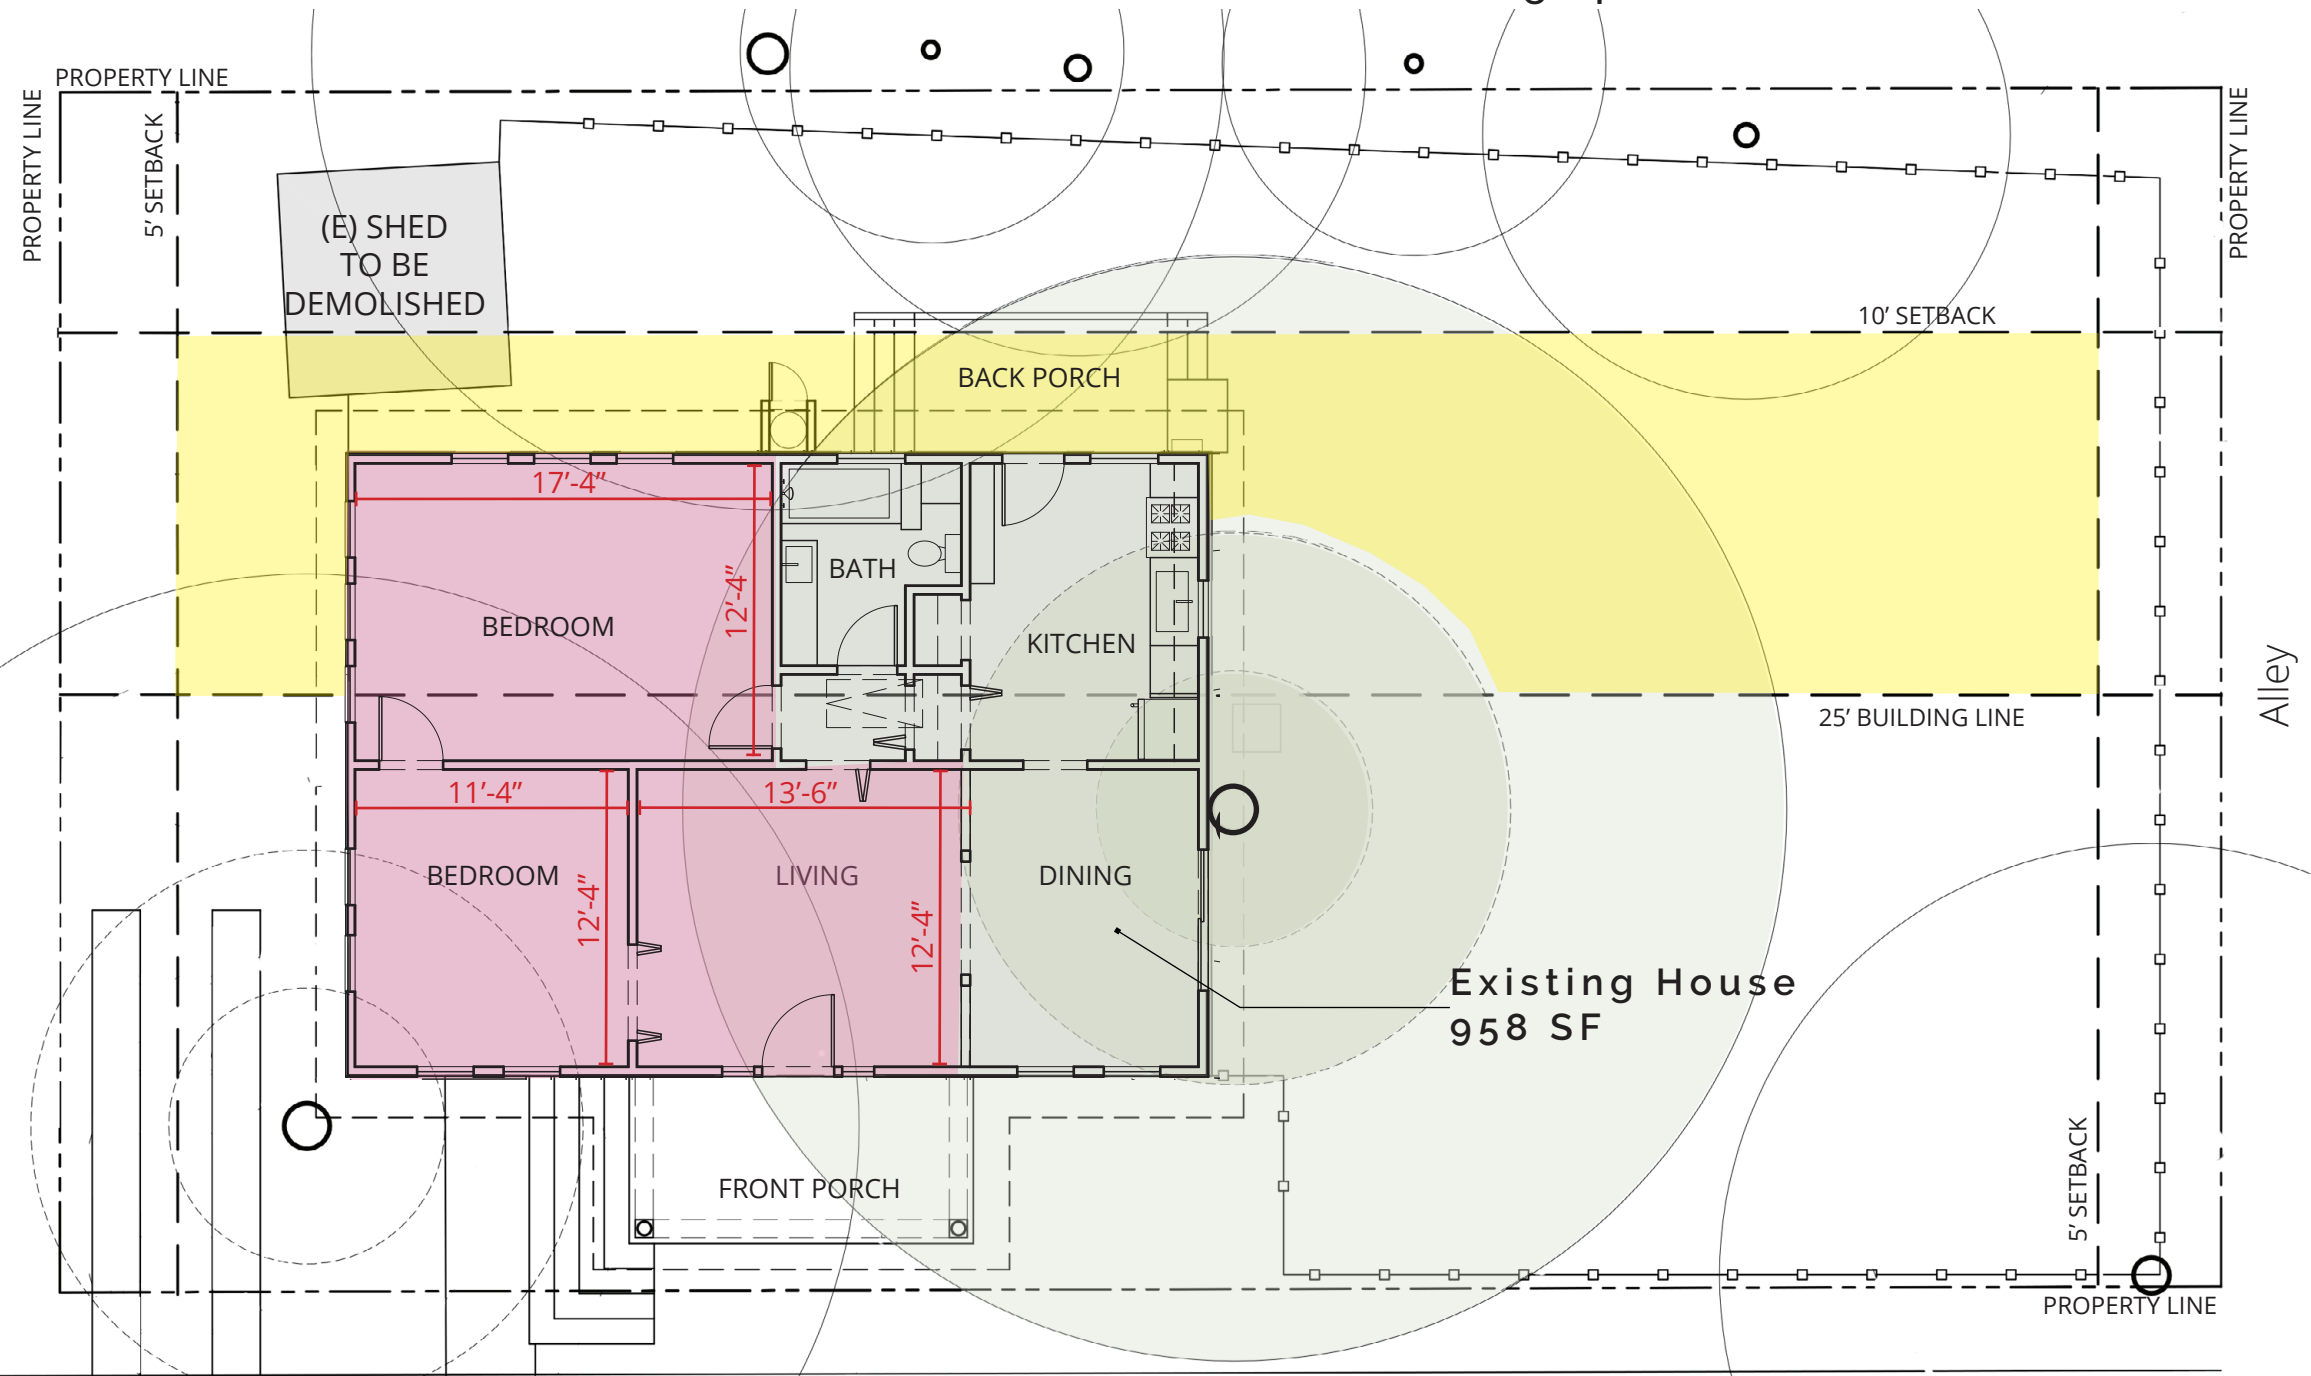 PROPERTY LINE
PROPERTY LINE
5’ SETBACK
PROPERTY LINE
(E) SHED
TO BE
DEMOLISHED
10’ SETBACK
BACK PORCH
17’-4”
12’-4”
BATH
BEDROOM
KITCHEN
Alley
25’ BUILDING LINE
11’-4”
13’-6”
12’-4”
12’-4”
BEDROOM
LIVING
DINING
Existing House
958 SF
FRONT PORCH
5’ SETBACK
PROPERTY LINE